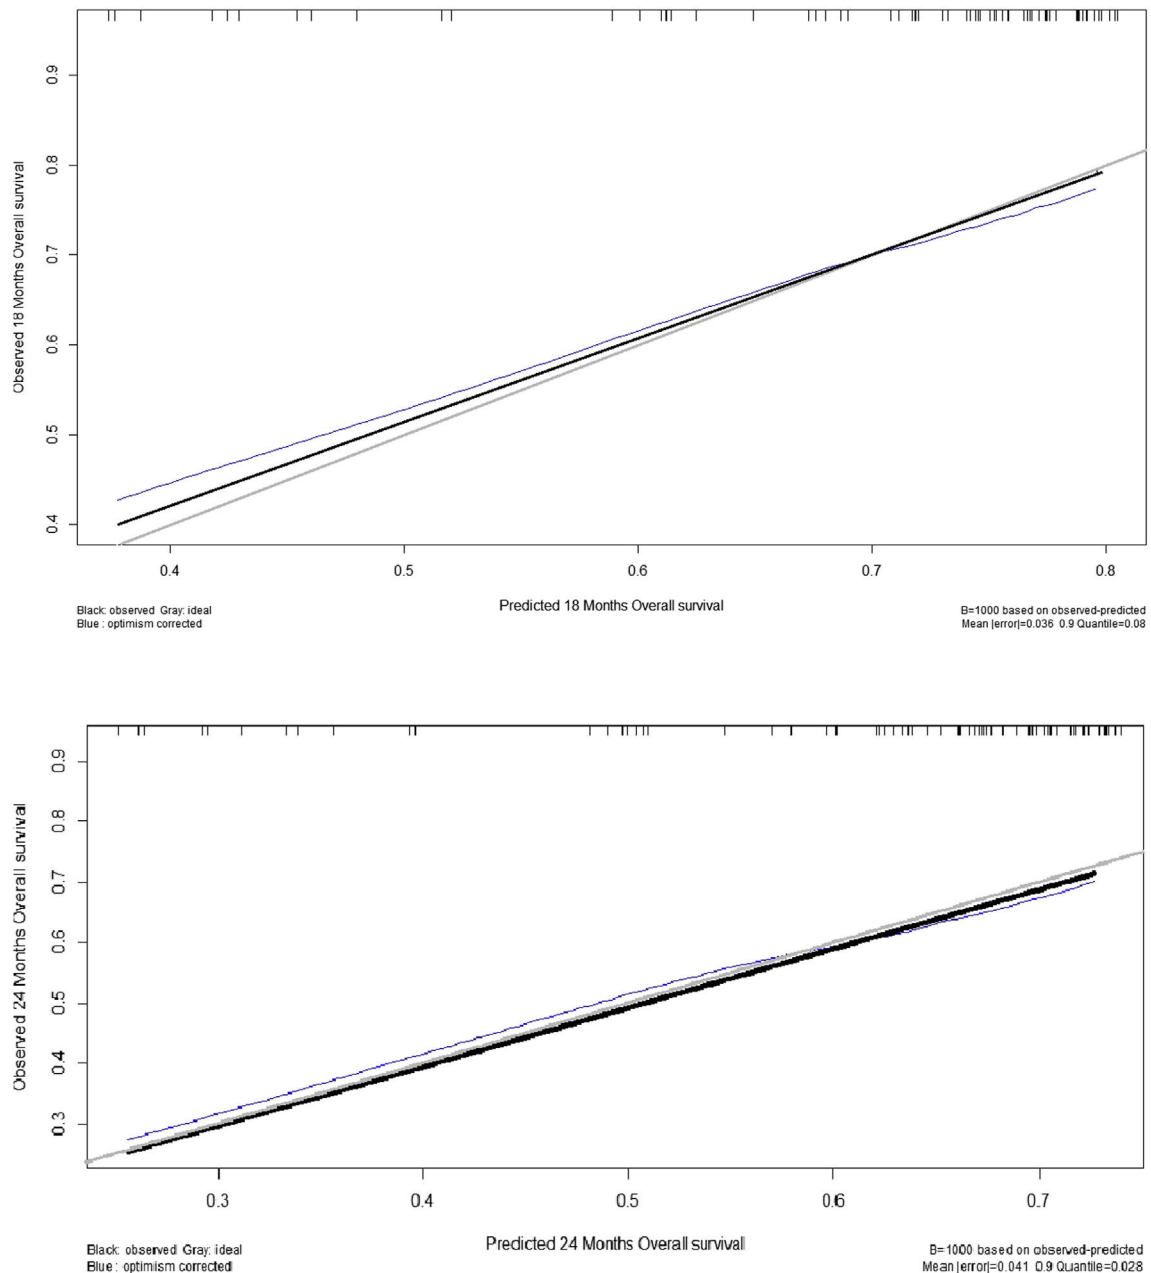 0.9
0.8
0.7
0.6
0.5
0.4
Observed 18 Months Overall survival
0.4 0.5 0.6 0.7 0.8
Predicted 18 Months Overall survival
Black: observed Gray: ideal
Blue : optimism corrected
B=1000 based on observed-predicted
Mean |error|=0.036 0.9 Quantile=0.08
0.9
0.8
0.7
0.6
0.5
0.4
0.3
Observed 24 Months Overall survival
0.3 0.4 0.5 0.6 0.7
Predicted 24 Months Overall survival
Black: observed Gray: ideal
Blue : optimism corrected
B=1000 based on observed-predicted
Mean |error|=0.041 0.9 Quantile=0.028